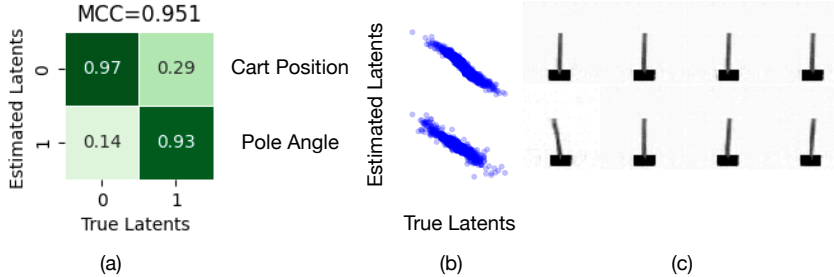 MCC=0.951
Estimated Latents
0
1
0.97
0.29
0.14
0.93
0
1
True Latents
Cart Position
Pole Angle
Estimated Latents
True Latents
(a)
(b)
(c)